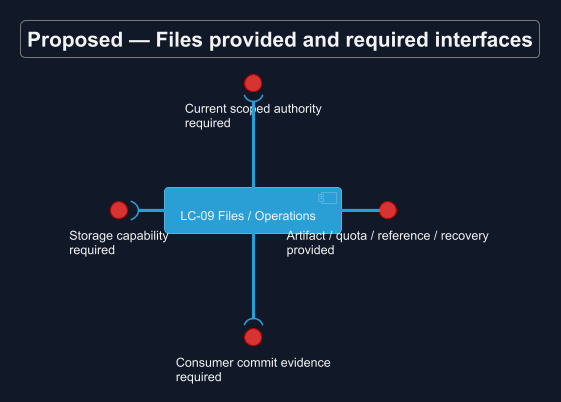 Proposed — Files provided and required interfaces
Current scoped authority
required
LC-09 Files / Operations
Storage capability
required
Artifact / quota / reference / recovery
provided
Consumer commit evidence
required